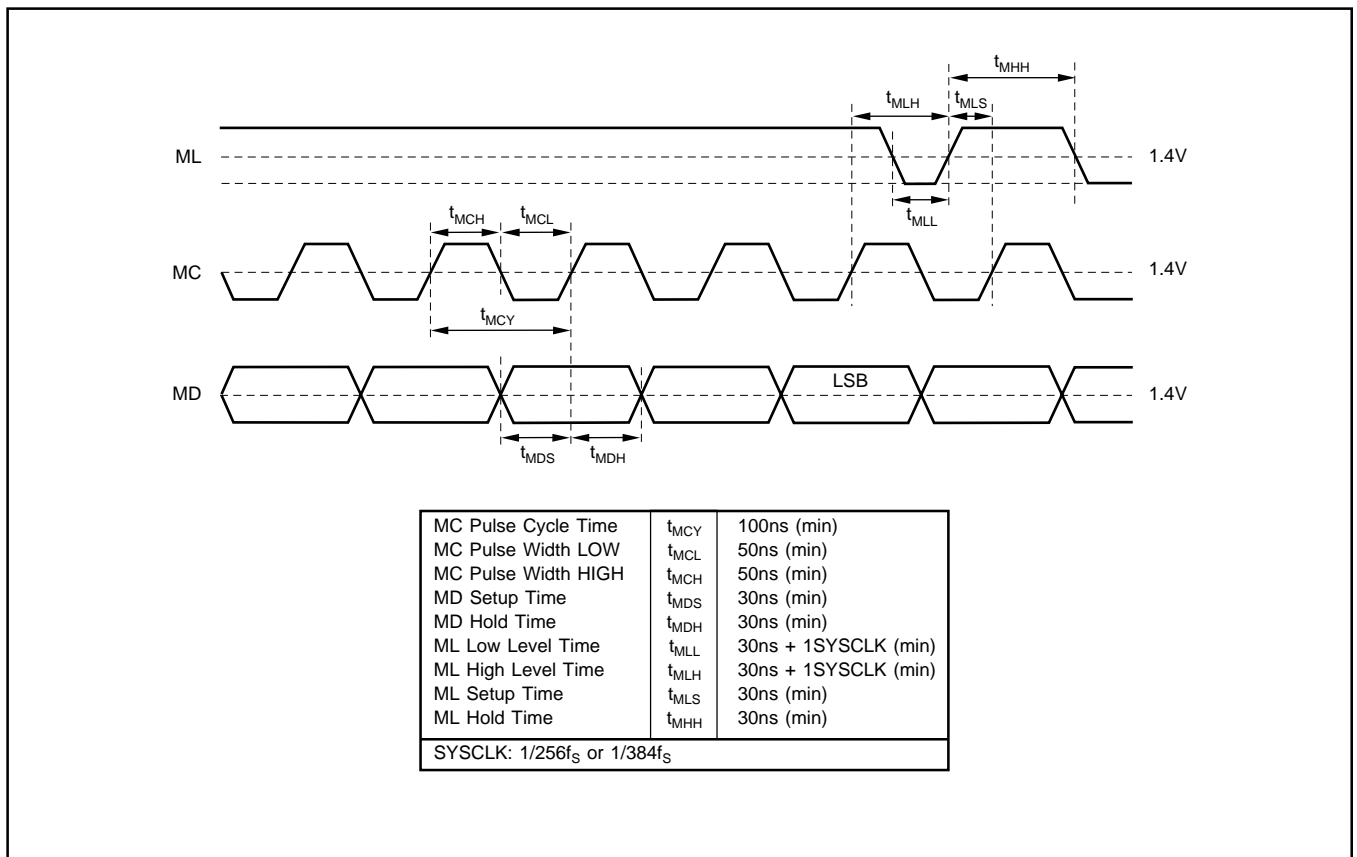 tMHH
tMLH
tMLS
ML
1.4V
tMLL
tMCH
tMCL
MC
1.4V
tMCY
LSB
MD
1.4V
tMDS
tMDH
MC Pulse Cycle Time tMCY 100ns (min)
MC Pulse Width LOW tMCL 50ns (min)
MC Pulse Width HIGH tMCH 50ns (min)
MD Setup Time tMDS 30ns (min)
MD Hold Time tMDH 30ns (min)
ML Low Level Time tMLL 30ns + 1SYSCLK (min)
ML High Level Time tMLH 30ns + 1SYSCLK (min)
ML Setup Time tMLS 30ns (min)
ML Hold Time tMHH 30ns (min)
SYSCLK: 1/256fS or 1/384fS